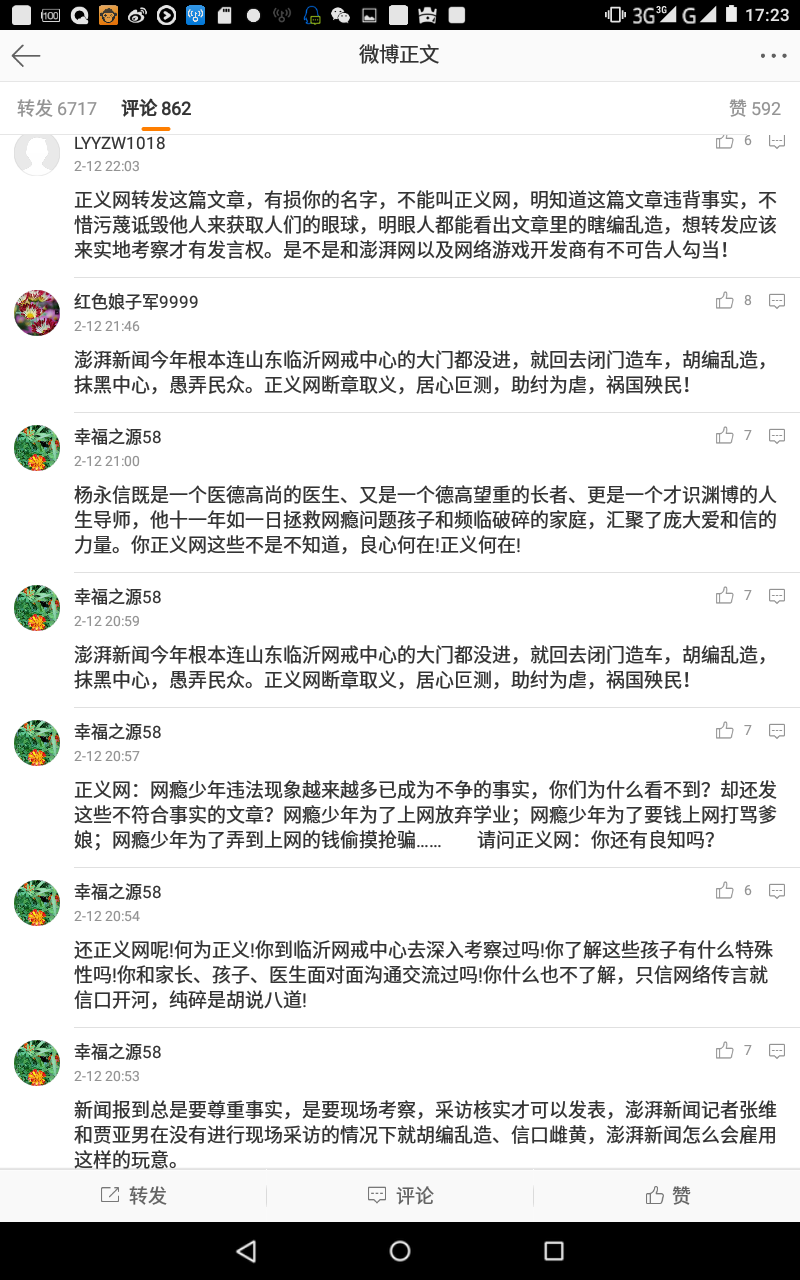 100
3G
3G
G
17:23
微博正文
转发 6717
评论 862
赞 592
LYYZW1018
6
2-12 22:03
正义网转发这篇文章，有损你的名字，不能叫正义网，明知道这篇文章违背事实，不
惜污蔑诋毁他人来获取人们的眼球，明眼人都能看出文章里的瞎编乱造，想转发应该
来实地考察才有发言权。是不是和澎湃网以及网络游戏开发商有不可告人勾当！
红色娘子军9999
8
2-12 21:46
澎湃新闻今年根本连山东临沂网戒中心的大门都没进，就回去闭门造车，胡编乱造，
抹黑中心，愚弄民众。正义网断章取义，居心叵测，助纣为虐，祸国殃民！
幸福之源58
7
2-12 21:00
杨永信既是一个医德高尚的医生、又是一个德高望重的长者、更是一个才识渊博的人
生导师，他十一年如一日拯救网瘾问题孩子和频临破碎的家庭，汇聚了庞大爱和信的
力量。你正义网这些不是不知道，良心何在!正义何在!
幸福之源58
7
2-12 20:59
澎湃新闻今年根本连山东临沂网戒中心的大门都没进，就回去闭门造车，胡编乱造，
抹黑中心，愚弄民众。正义网断章取义，居心叵测，助纣为虐，祸国殃民！
幸福之源58
7
2-12 20:57
正义网：网瘾少年违法现象越来越多已成为不争的事实，你们为什么看不到？却还发
这些不符合事实的文章？网瘾少年为了上网放弃学业；网瘾少年为了要钱上网打骂爹
娘；网瘾少年为了弄到上网的钱偷摸抢骗…… 请问正义网：你还有良知吗？
幸福之源58
6
2-12 20:54
还正义网呢!何为正义!你到临沂网戒中心去深入考察过吗!你了解这些孩子有什么特殊
性吗!你和家长、孩子、医生面对面沟通交流过吗!你什么也不了解，只信网络传言就
信口开河，纯碎是胡说八道!
幸福之源58
7
2-12 20:53
新闻报到总是要尊重事实，是要现场考察，采访核实才可以发表，澎湃新闻记者张维
和贾亚男在没有进行现场采访的情况下就胡编乱造、信口雌黄，澎湃新闻怎么会雇用
这样的玩意。
转发
评论
赞